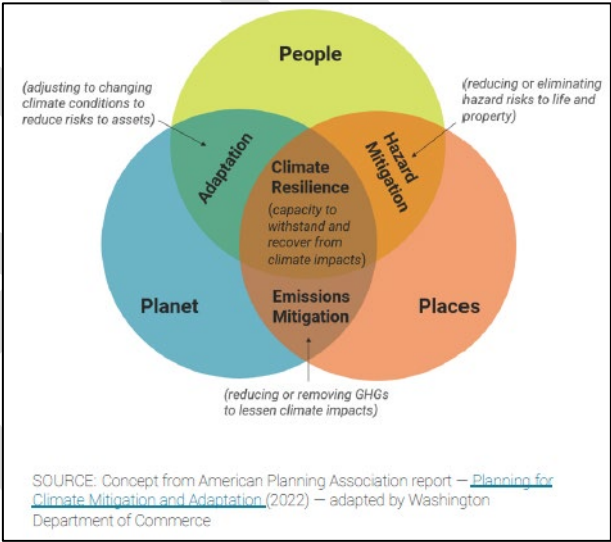 People
(adjusting to changing
climate conditions to
reduce risks to assets)
(reducing or eliminating
hazard risks to life and
property)
Adaptation
Hazard
Mitigation
Climate
Resilience
(capacity to
withstand and
recover from
climate impacts)
Planet
Emissions
Mitigation
Places
(reducing or removing GHGs
to lessen climate impacts)
SOURCE: Concept from American Planning Association report — Planning for
Climate Mitigation and Adaptation (2022) — adapted by Washington
Department of Commerce